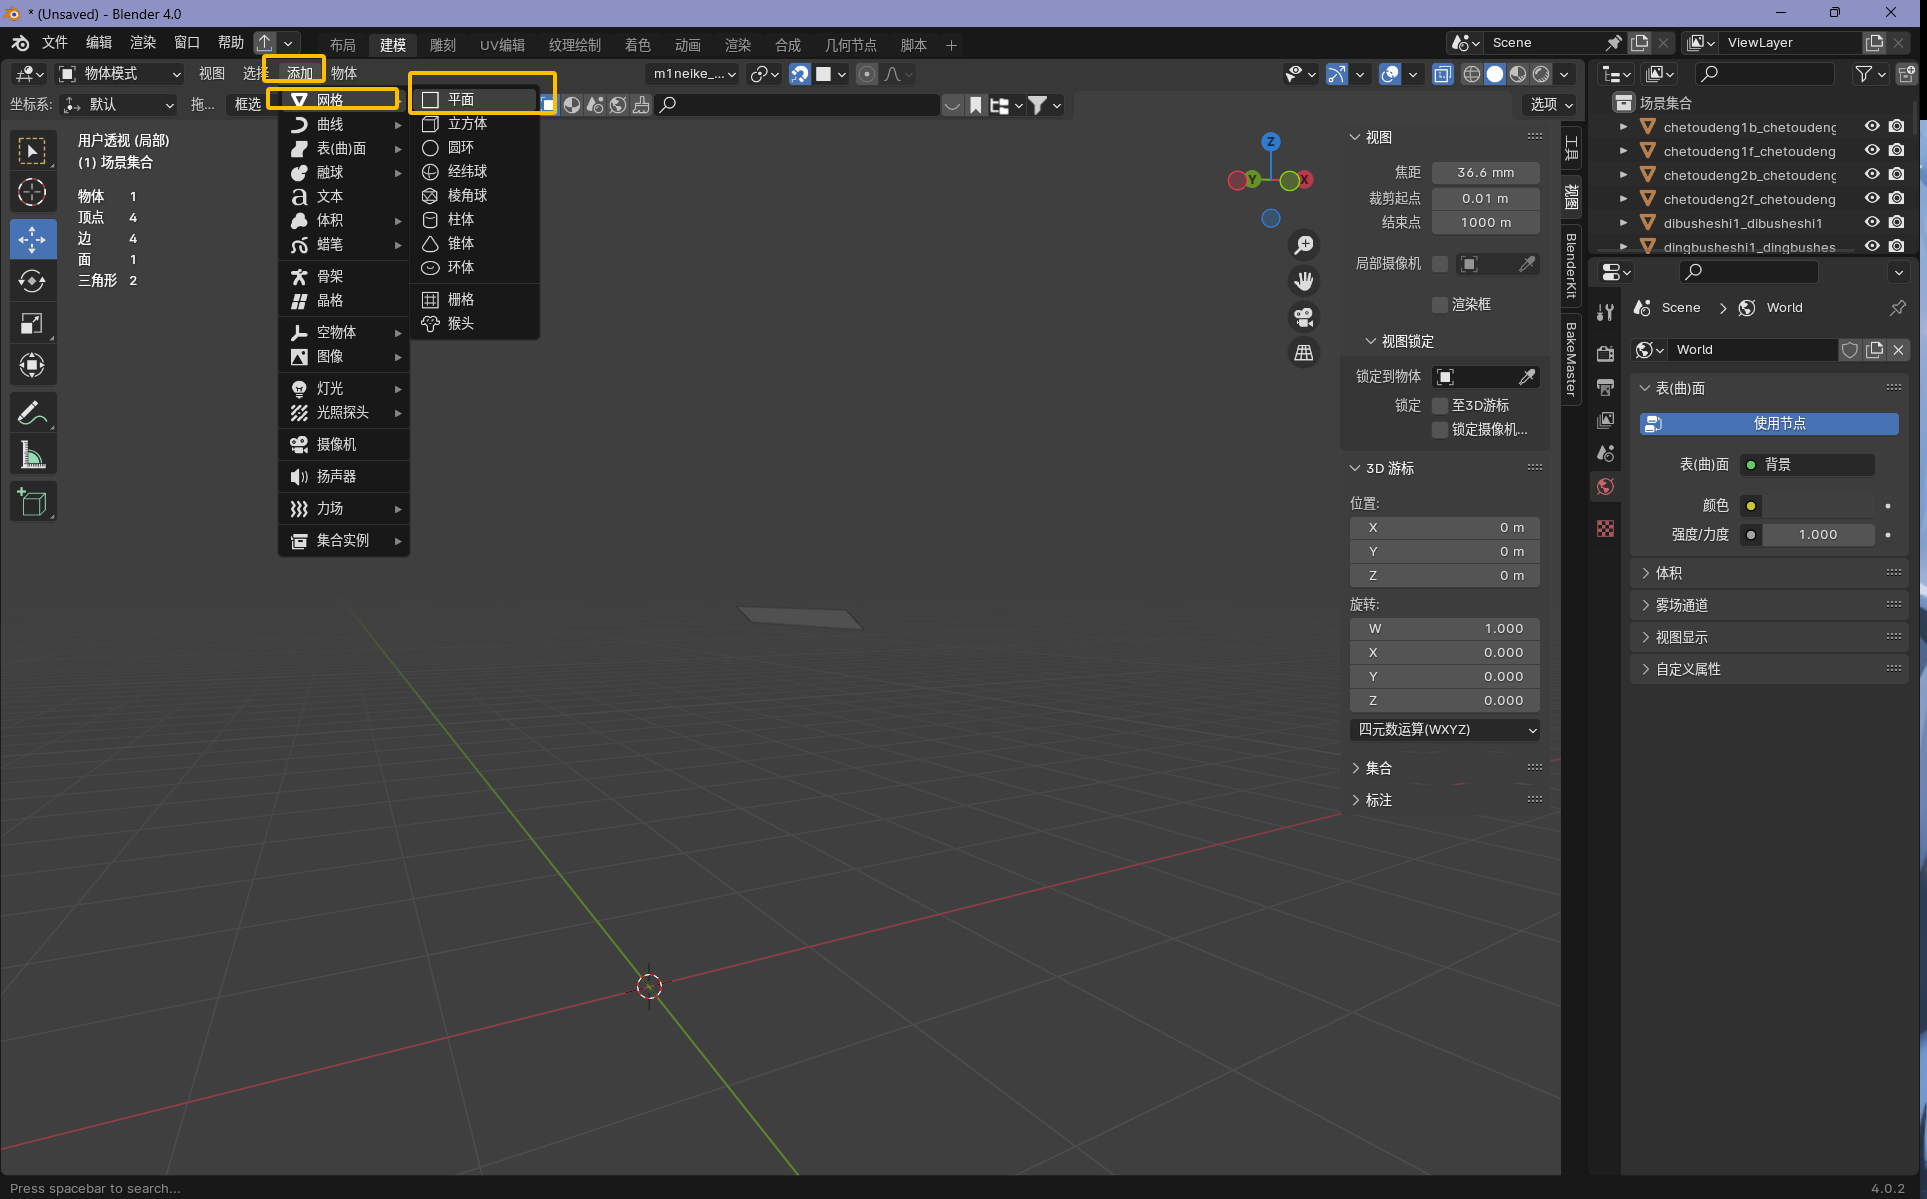 * (Unsaved) - Blender 4.0
文件 编辑 渲染 窗口 帮助 布局 建模 雕刻 UV编辑 纹理绘制 着色 动画 渲染 合成 几何节点 脚本 + Scene ViewLayer
物体模式 视图 选择 添加 物体 m1neike_...
坐标系: 默认 拖... 框选 选项
用户透视 (局部)
(1) 场景集合
物体 1
顶点 4
边 4
面 1
三角形 2
网格
曲线
表(曲)面
融球
文本
体积
蜡笔
骨架
晶格
空物体
图像
灯光
光照探头
摄像机
扬声器
力场
集合实例
平面
立方体
圆环
经纬球
棱角球
柱体
锥体
环体
栅格
猴头
Z
Y X
视图
焦距 36.6 mm
裁剪起点 0.01 m
结束点 1000 m
局部摄像机
渲染框
视图锁定
锁定到物体
锁定 至3D游标
锁定摄像机...
3D 游标
位置:
X 0 m
Y 0 m
Z 0 m
旋转:
W 1.000
X 0.000
Y 0.000
Z 0.000
四元数运算(WXYZ)
集合
标注
工具
视图
BlenderKit
BakeMaster
场景集合
chetoudeng1b_chetoudeng
chetoudeng1f_chetoudeng
chetoudeng2b_chetoudeng
chetoudeng2f_chetoudeng
dibusheshi1_dibusheshi1
dingbusheshi1_dingbushes
Scene World
World
表(曲)面
使用节点
表(曲)面 背景
颜色
强度/力度 1.000
体积
雾场通道
视图显示
自定义属性
Press spacebar to search...
4.0.2